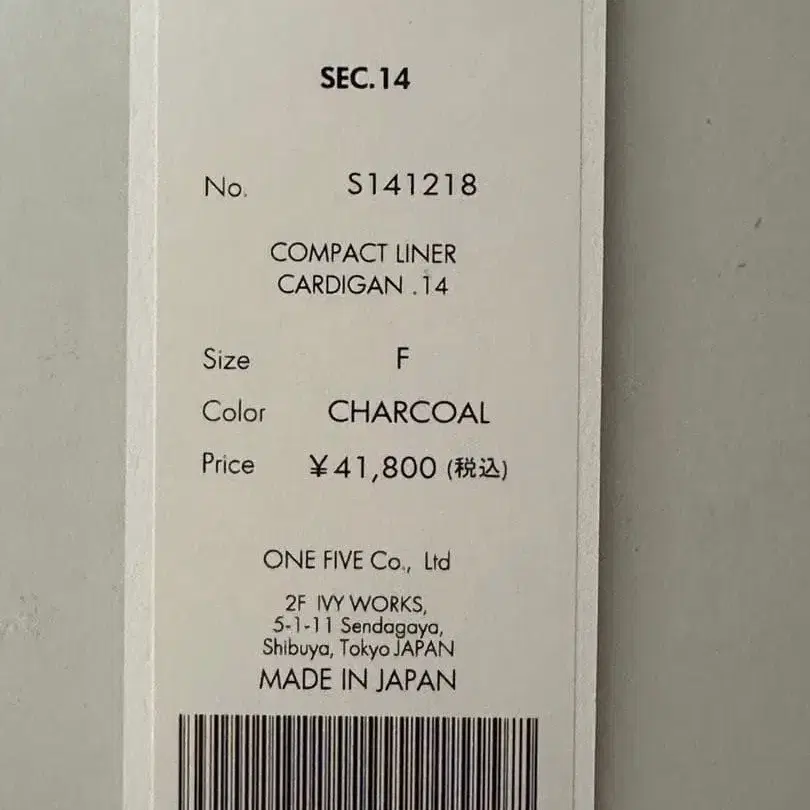 SEC.14
No. S141218
COMPACT LINER
CARDIGAN .14
Size F
Color CHARCOAL
Price ¥41,800 (税込)
ONE FIVE Co., Ltd
2F IVY WORKS,
5-1-11 Sendagaya,
Shibuya, Tokyo JAPAN
MADE IN JAPAN